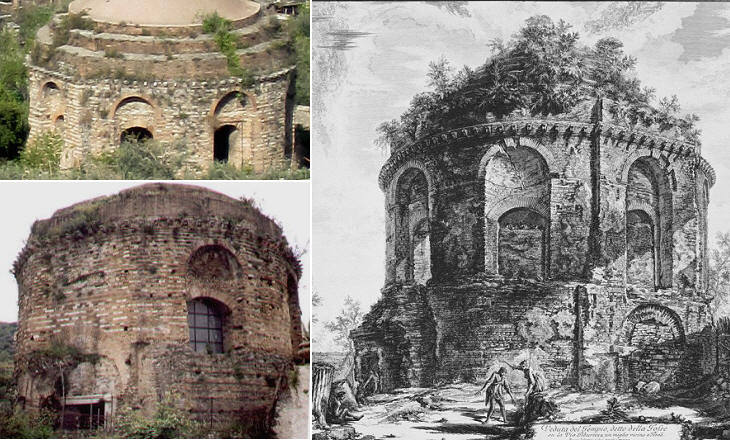 Veduta del Tempio, detto della Tosse
su la Via Tiburtina, un miglio vicino a Tivoli.